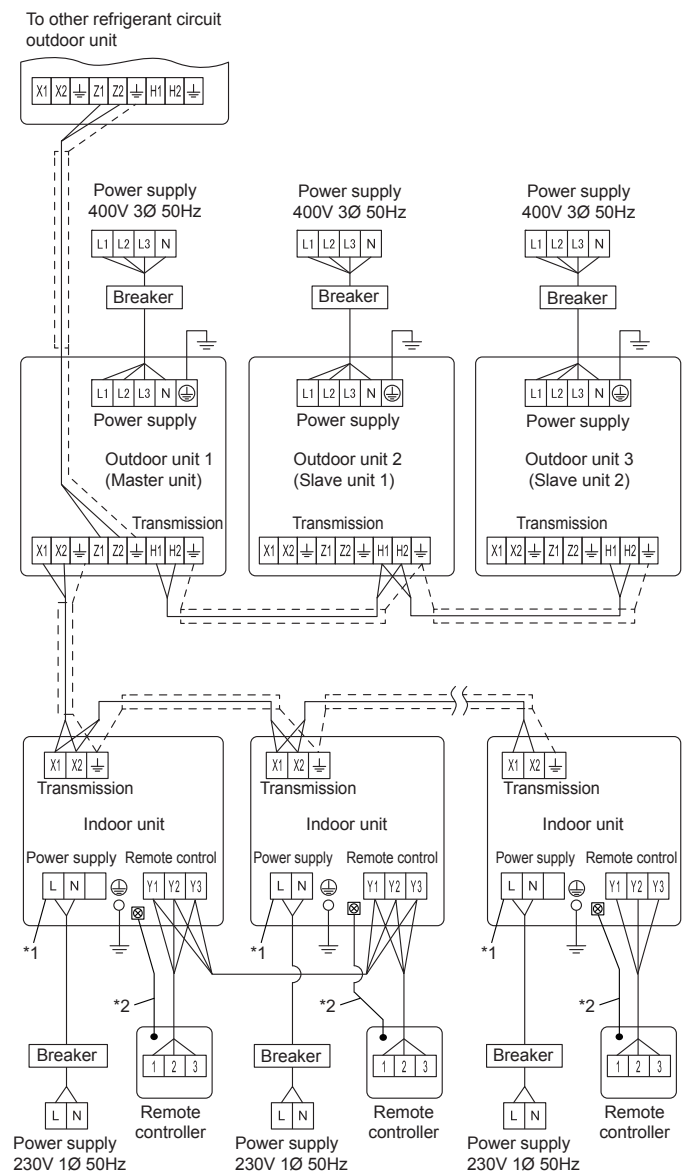 To other refrigerant circuit
outdoor unit
X1 X2 Z1 Z2 H1 H2
Power supply
400V 3Ø 50Hz
Power supply
400V 3Ø 50Hz
Power supply
400V 3Ø 50Hz
L1 L2 L3 N
L1 L2 L3 N
L1 L2 L3 N
Breaker
Breaker
Breaker
L1 L2 L3 N
L1 L2 L3 N
L1 L2 L3 N
Power supply
Power supply
Power supply
Outdoor unit 1
(Master unit)
Outdoor unit 2
(Slave unit 1)
Outdoor unit 3
(Slave unit 2)
Transmission
Transmission
Transmission
X1 X2 Z1 Z2 H1 H2
X1 X2 Z1 Z2 H1 H2
X1 X2 Z1 Z2 H1 H2
X1 X2
X1 X2
X1 X2
Transmission
Transmission
Transmission
Indoor unit
Indoor unit
Indoor unit
Power supply Remote control
Power supply Remote control
Power supply Remote control
L N
Y1 Y2 Y3
L N
Y1 Y2 Y3
L N
Y1 Y2 Y3
*1
*1
*1
*2
*2
*2
Breaker
1 2 3
Breaker
1 2 3
Breaker
1 2 3
L N
Remote
controller
L N
Remote
controller
L N
Remote
controller
Power supply
230V 1Ø 50Hz
Power supply
230V 1Ø 50Hz
Power supply
230V 1Ø 50Hz